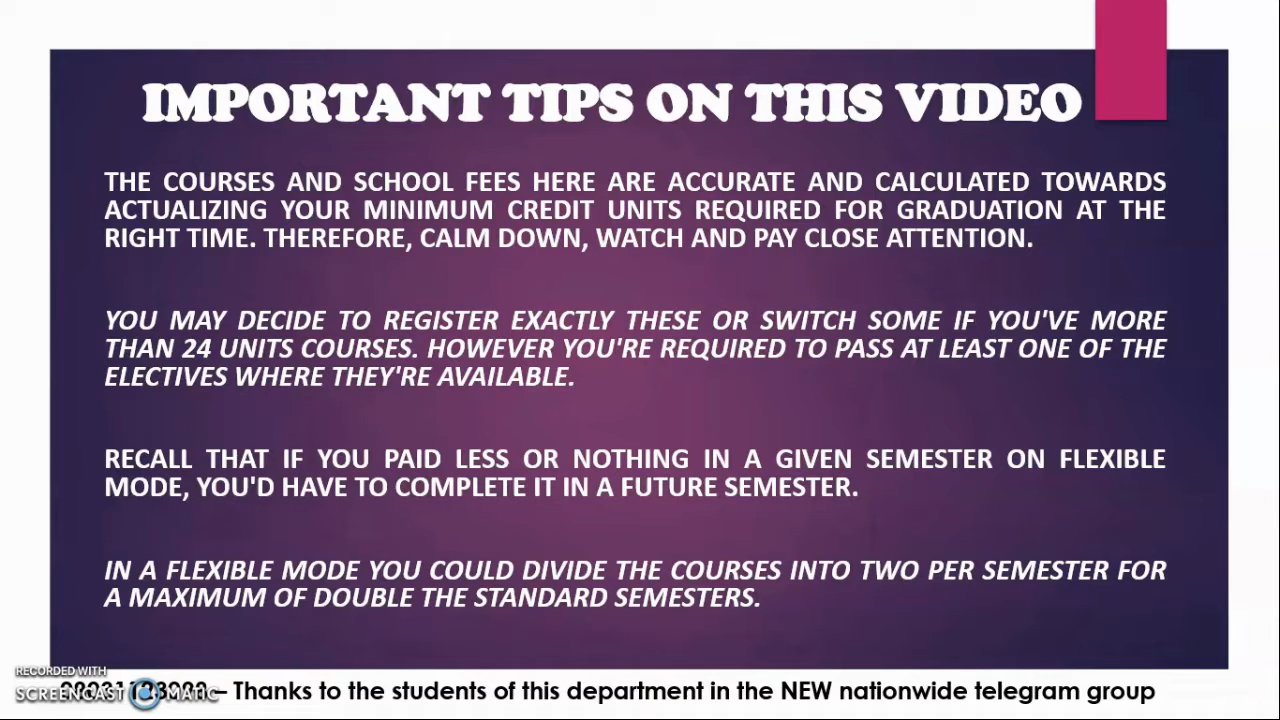 IMPORTANT TIPS ON THIS VIDEO
THE COURSES AND SCHOOL FEES HERE ARE ACCURATE AND CALCULATED TOWARDS
ACTUALIZING YOUR MINIMUM CREDIT UNITS REQUIRED FOR GRADUATION AT THE
RIGHT TIME. THEREFORE, CALM DOWN, WATCH AND PAY CLOSE ATTENTION.
YOU MAY DECIDE TO REGISTER EXACTLY THESE OR SWITCH SOME IF YOU'VE MORE
THAN 24 UNITS COURSES. HOWEVER YOU'RE REQUIRED TO PASS AT LEAST ONE OF THE
ELECTIVES WHERE THEY'RE AVAILABLE.
RECALL THAT IF YOU PAID LESS OR NOTHING IN A GIVEN SEMESTER ON FLEXIBLE
MODE, YOU'D HAVE TO COMPLETE IT IN A FUTURE SEMESTER.
IN A FLEXIBLE MODE YOU COULD DIVIDE THE COURSES INTO TWO PER SEMESTER FOR
A MAXIMUM OF DOUBLE THE STANDARD SEMESTERS.
RECORDED WITH
SCREENCAST MATIC
– Thanks to the students of this department in the NEW nationwide telegram group